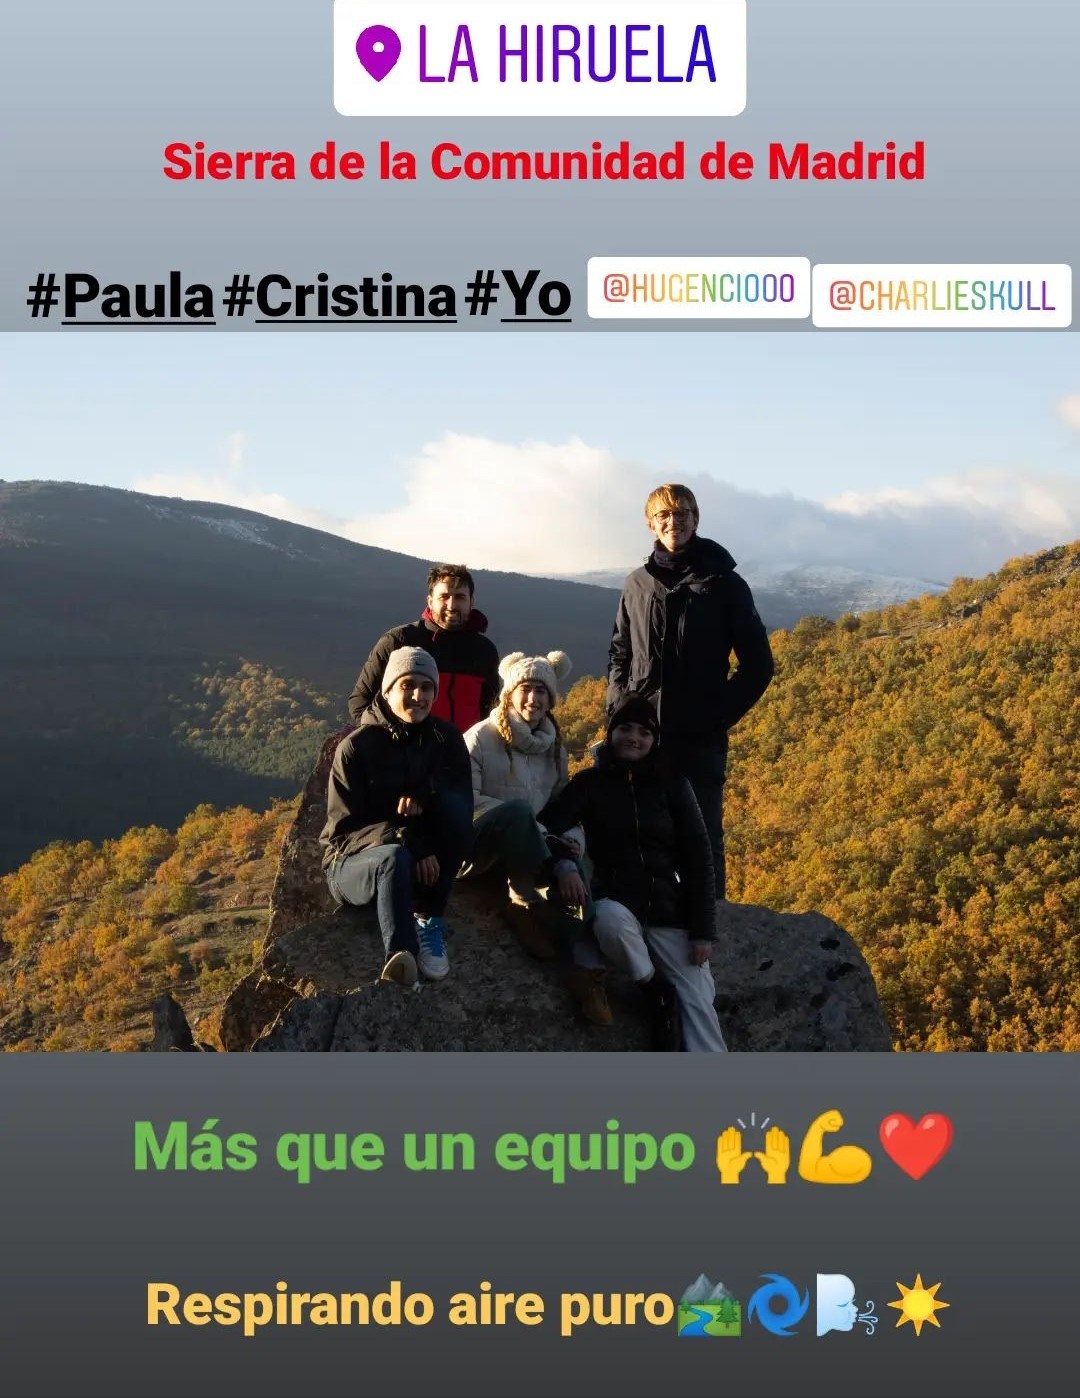 LA HIRUELA
Sierra de la Comunidad de Madrid
#Paula #Cristina #Yo @HUGENCIOOO @CHARLIESKULL
Más que un equipo 🙌💪❤️
Respirando aire puro🏞️🌀🌬️☀️